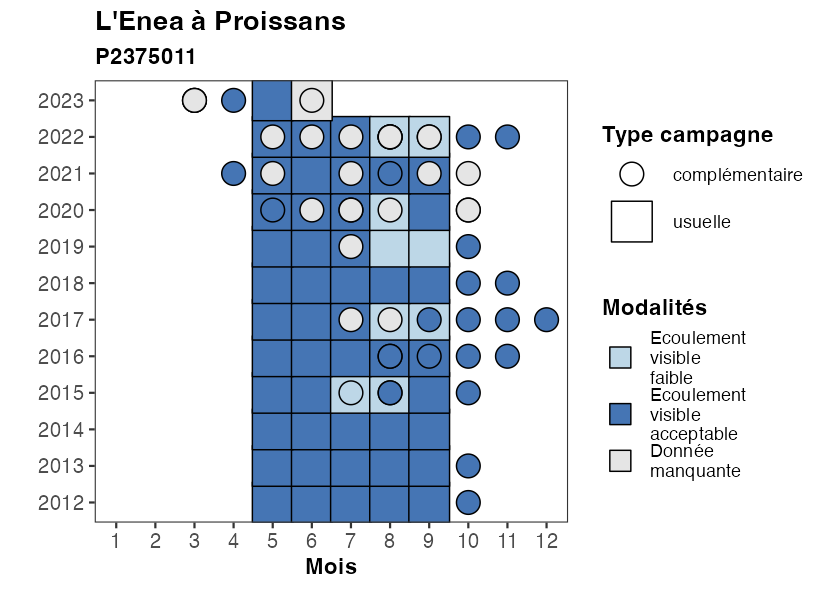 L'Enea à Proissans
P2375011
2023
2022
2021
2020
2019
2018
2017
2016
2015
2014
2013
2012
1 2 3 4 5 6 7 8 9 10 11 12
Mois
Type campagne
complémentaire
usuelle
Modalités
Ecoulement
visible
faible
Ecoulement
visible
acceptable
Donnée
manquante